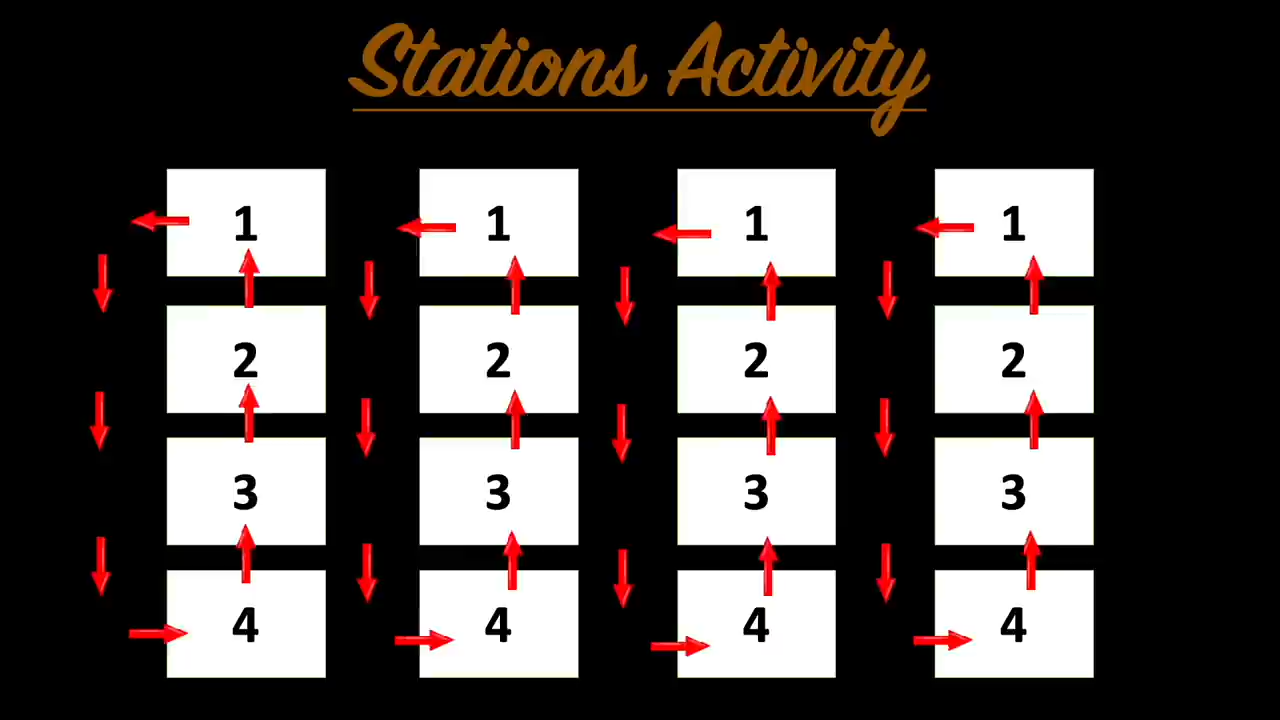 Stations Activity
1 1 1 1
2 2 2 2
3 3 3 3
4 4 4 4